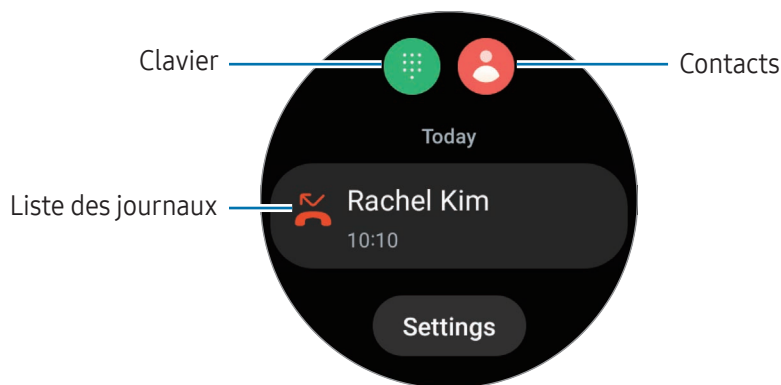 Clavier
Contacts
Today
Liste des journaux
Rachel Kim
10:10
Settings